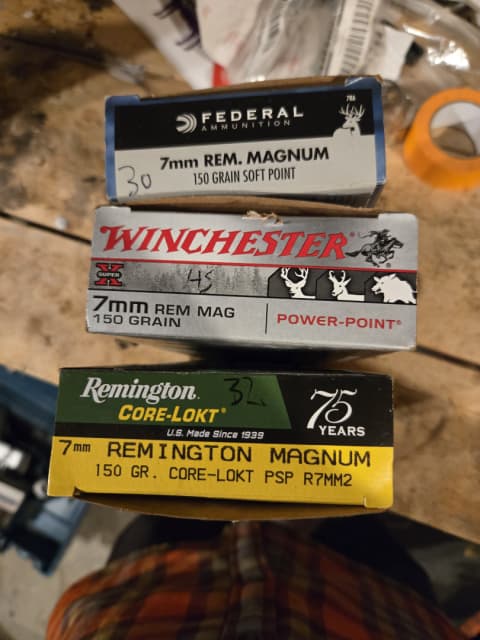 FEDERAL
AMMUNITION
7mm REM. MAGNUM
150 GRAIN SOFT POINT
30
WINCHESTER
SUPER X
45
7mm REM MAG
150 GRAIN
POWER-POINT®
Remington
32
CORE-LOKT®
75
YEARS
U.S. Made Since 1939
7mm REMINGTON MAGNUM
150 GR. CORE-LOKT PSP R7MM2